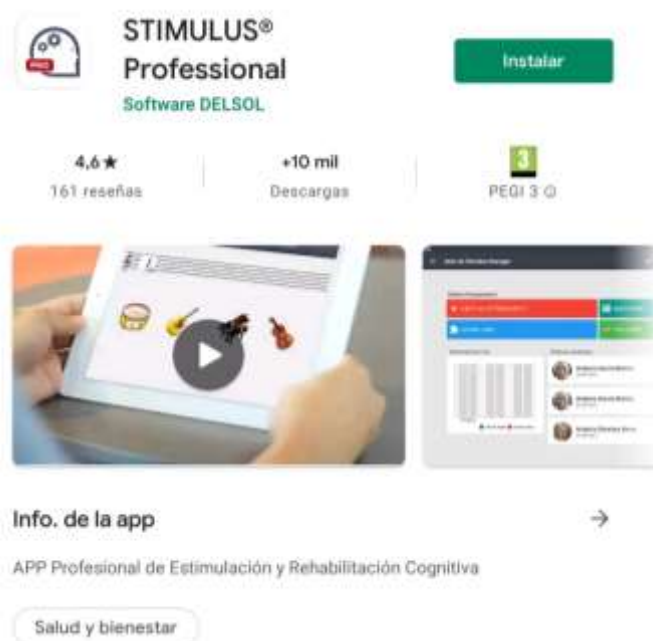 STIMULUS®
Professional
Software DELSOL
Instalar
PRO
4,6★
161 reseñas
+10 mil
Descargas
3
PEGI 3
Info. de la app
APP Profesional de Estimulación y Rehabilitación Cognitiva
Salud y bienestar